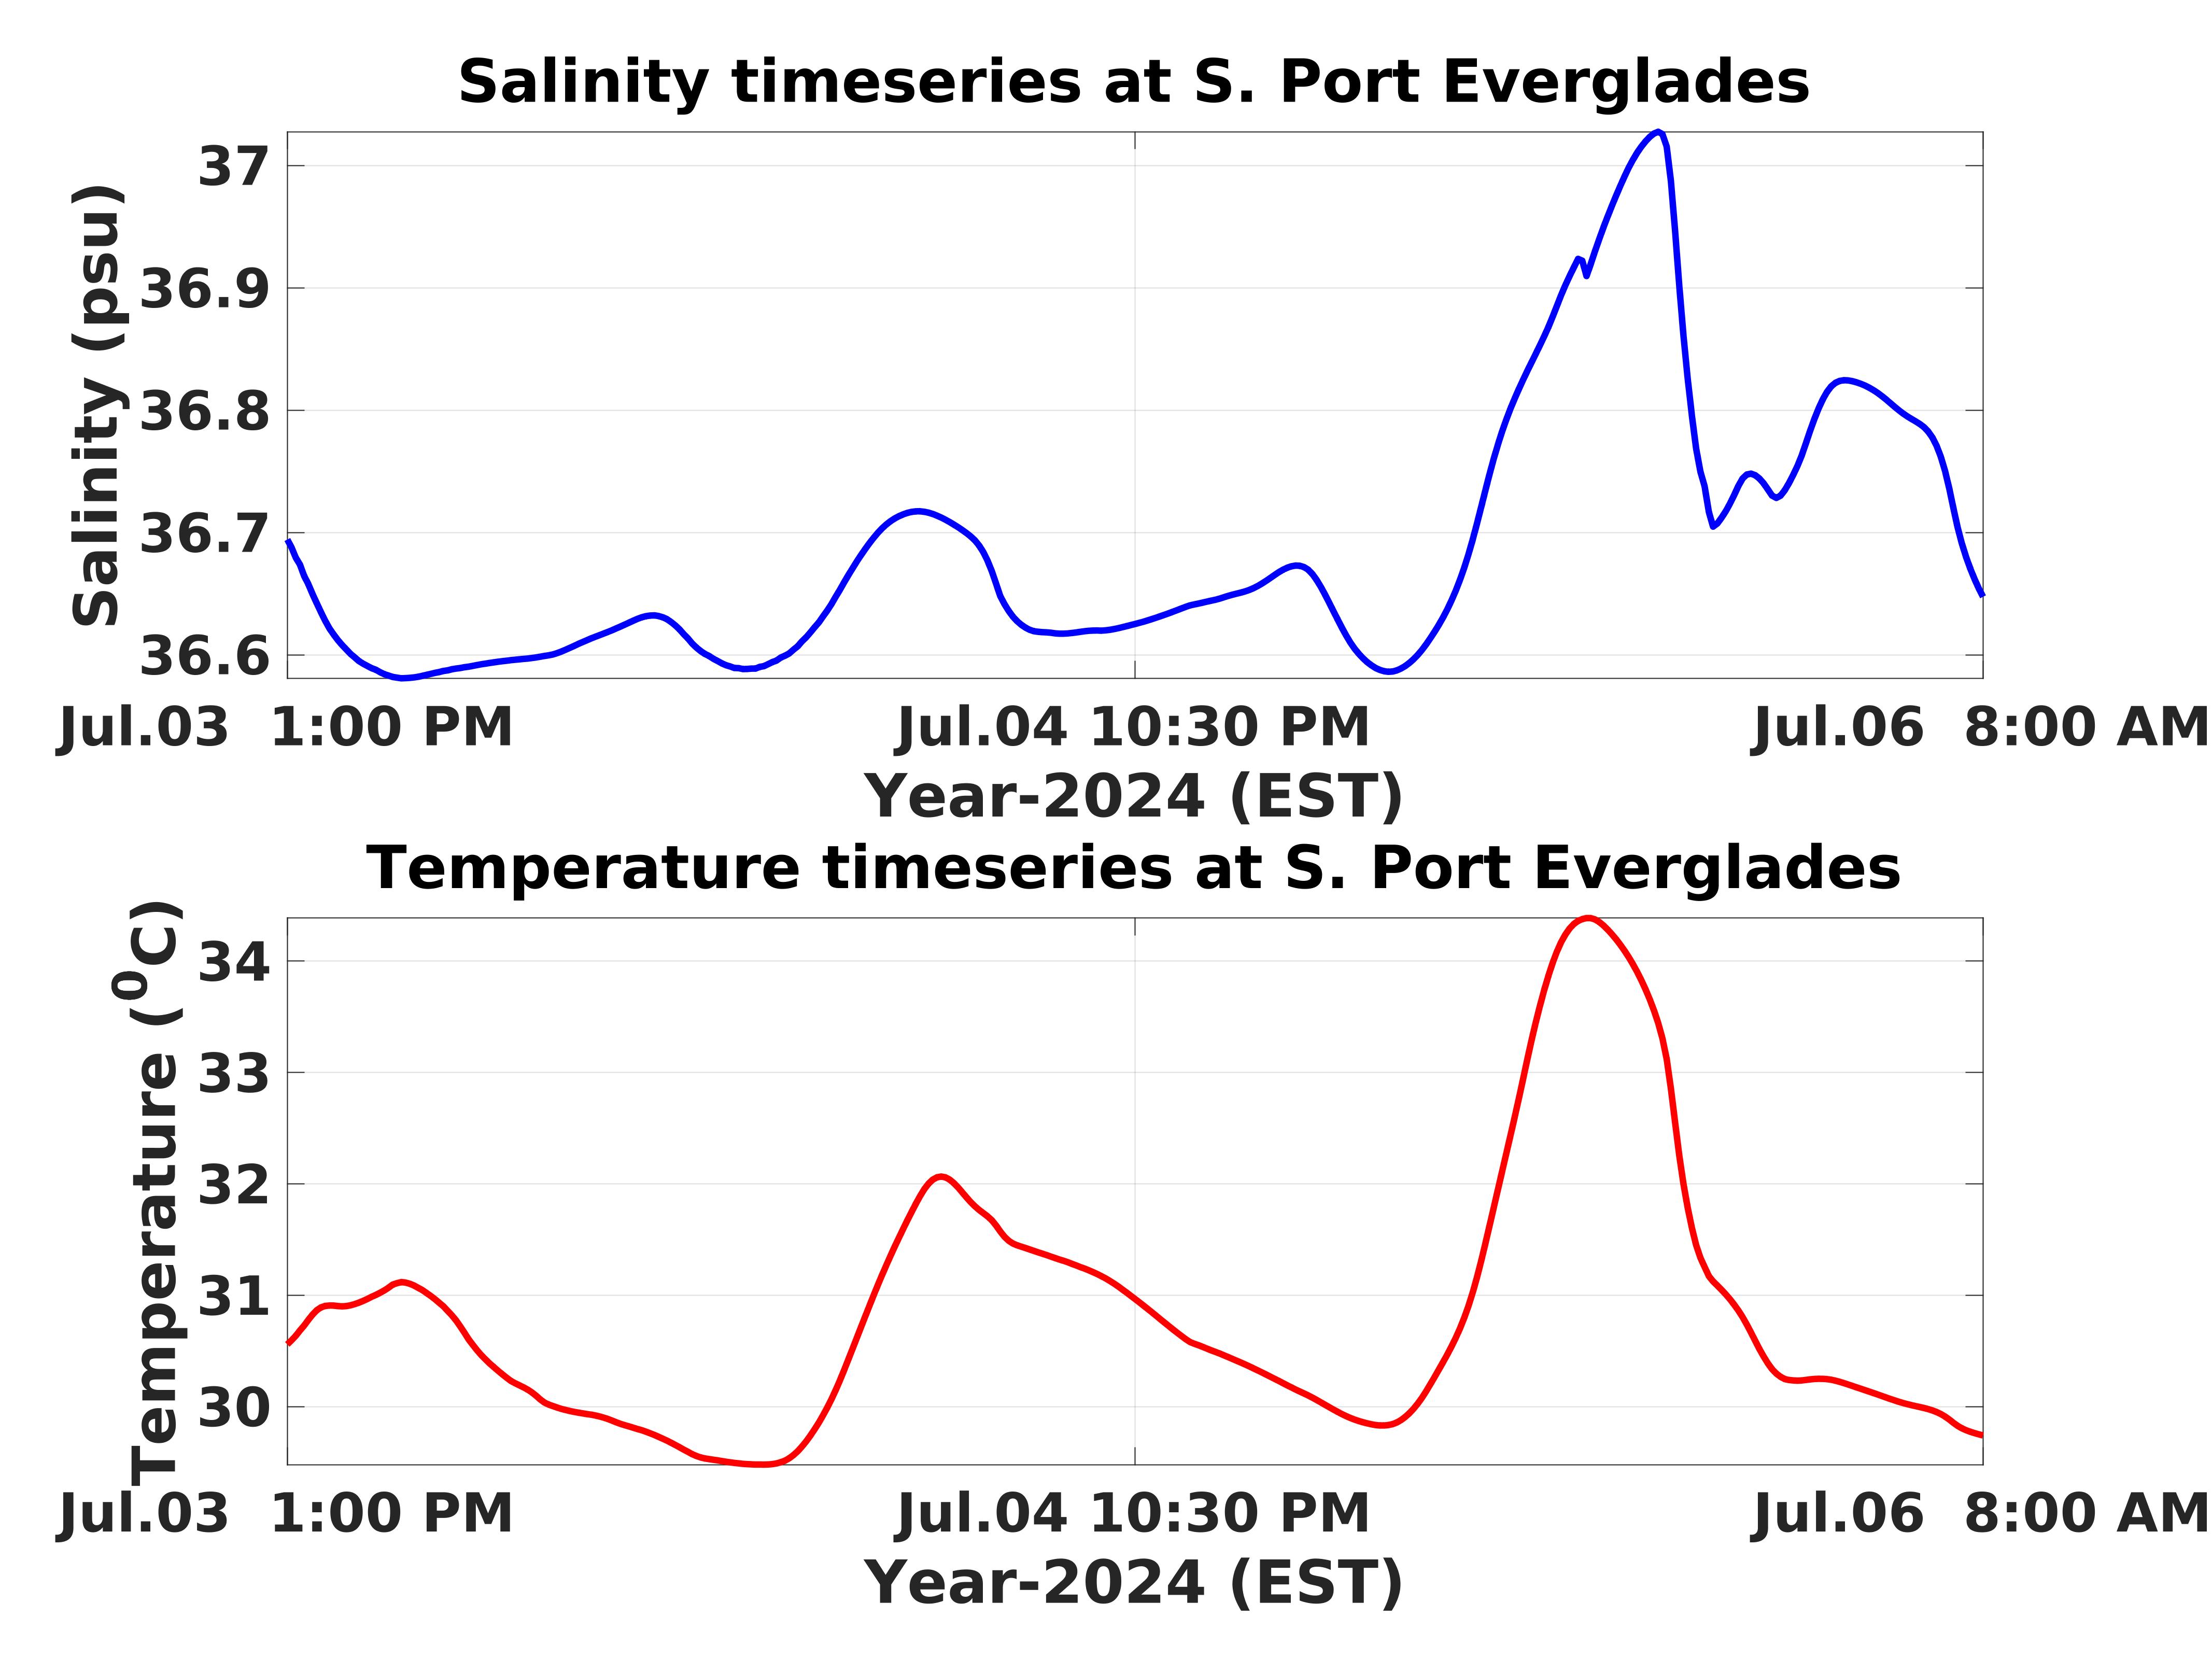 Salinity timeseries at S. Port Everglades
Salinity (psu)
37
36.9
36.8
36.7
36.6
Jul.03  1:00 PM
Jul.04 10:30 PM
Jul.06  8:00 AM
Year-2024 (EST)
Temperature timeseries at S. Port Everglades
Temperature (⁰C)
34
33
32
31
30
Jul.03  1:00 PM
Jul.04 10:30 PM
Jul.06  8:00 AM
Year-2024 (EST)